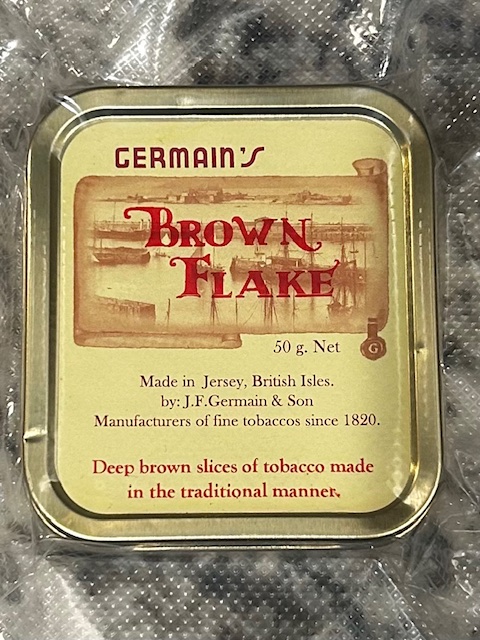 GERMAIN'S
BROWN
FLAKE
50 g. Net
G
Made in Jersey, British Isles.
by: J.F.Germain & Son
Manufacturers of fine tobaccos since 1820.
Deep brown slices of tobacco made
in the traditional manner.